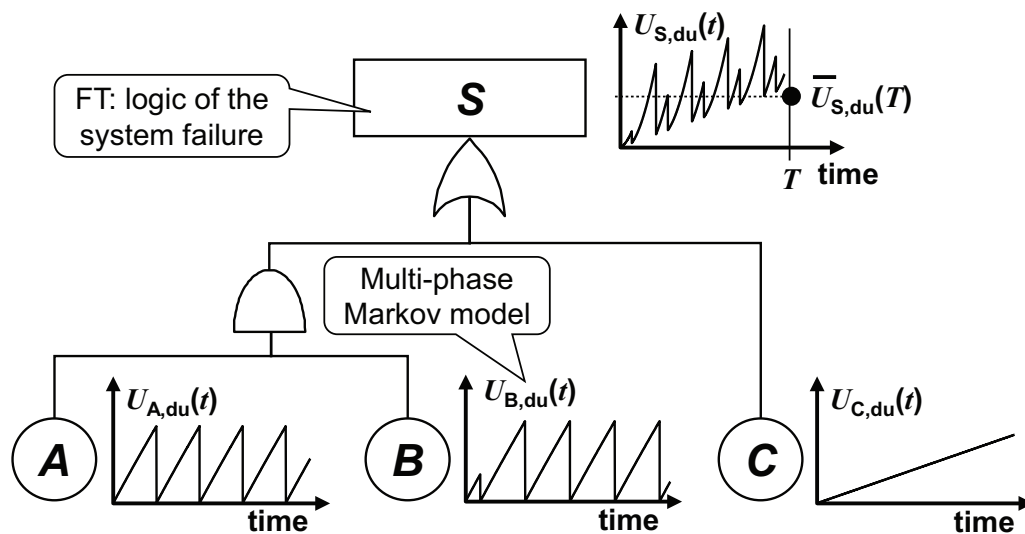 U_S,du(t)
FT: logic of the
system failure
S
U̅_S,du(T)
T
time
Multi-phase
Markov model
A
U_A,du(t)
time
B
U_B,du(t)
time
C
U_C,du(t)
time